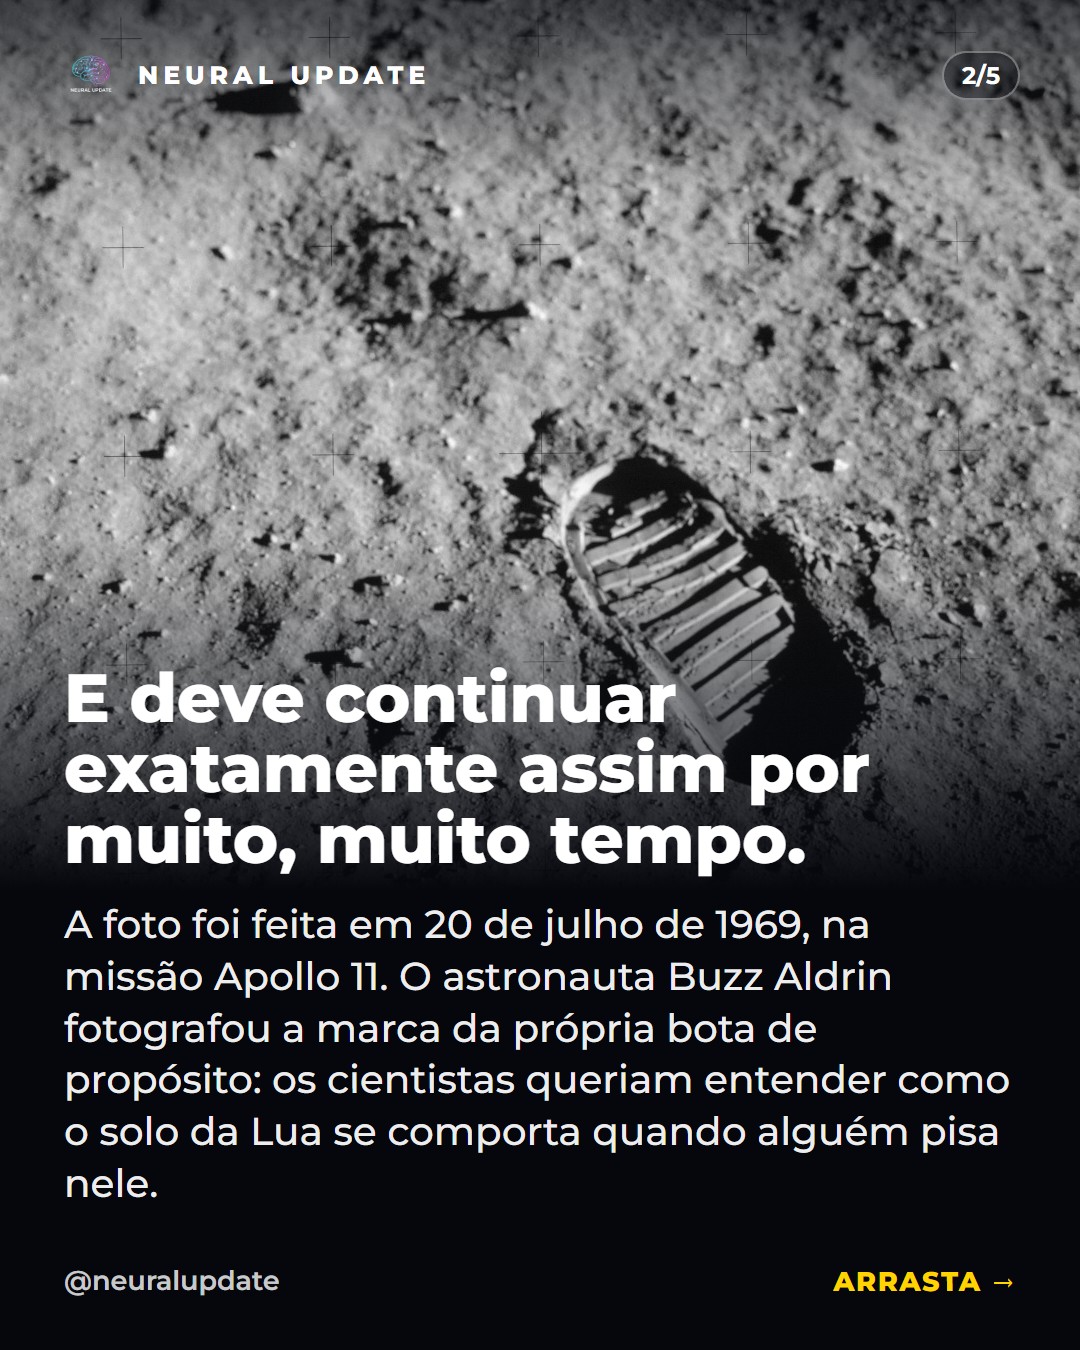 NEURAL UPDATE
NEURAL UPDATE
2/5
E deve continuar
exatamente assim por
muito, muito tempo.
A foto foi feita em 20 de julho de 1969, na
missão Apollo 11. O astronauta Buzz Aldrin
fotografou a marca da própria bota de
propósito: os cientistas queriam entender como
o solo da Lua se comporta quando alguém pisa
nele.
@neuralupdate
ARRASTA →